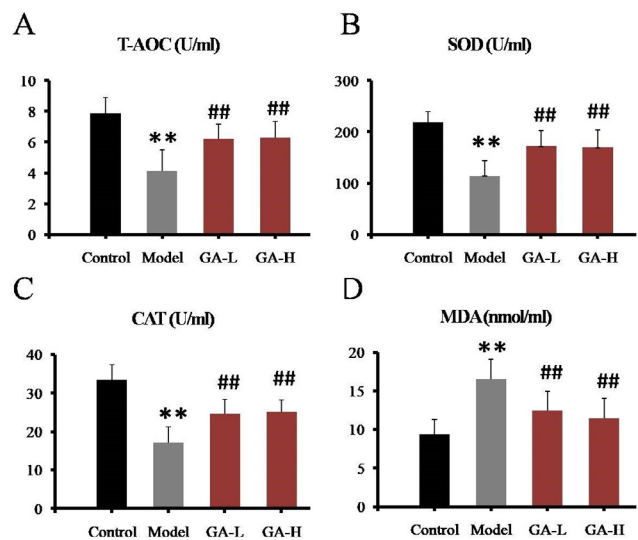 A
T-AOC (U/ml)
8
6
4
2
0
**
##
##
Control Model GA-L GA-H
B
SOD (U/ml)
300
200
100
0
**
##
##
Control Model GA-L GA-H
C
CAT (U/ml)
40
30
20
10
0
**
##
##
Control Model GA-L GA-H
D
MDA(nmol/ml)
20
15
10
5
0
**
##
##
Control Model GA-L GA-H